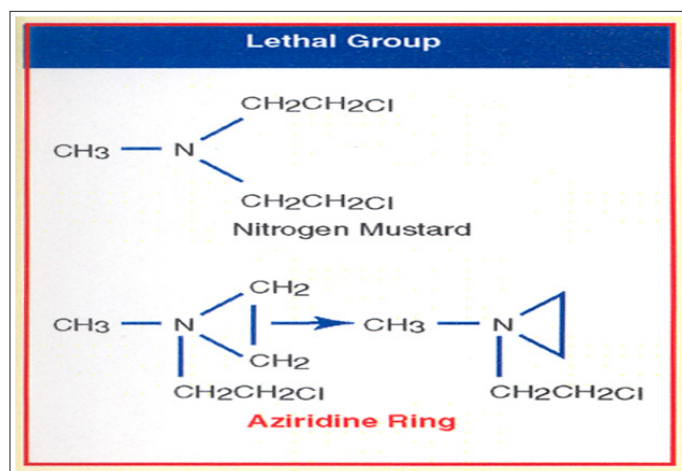 Lethal Group
CH2CH2Cl
CH3 N
CH2CH2Cl
Nitrogen Mustard
CH2
CH3 N CH3 N
CH2
CH2CH2Cl CH2CH2Cl
Aziridine Ring